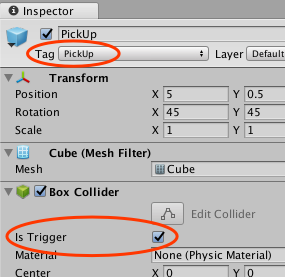 Inspector
PickUp
Tag PickUp Layer Default
Transform
Position X 5 Y 0.5
Rotation X 45 Y 45
Scale X 1 Y 1
Cube (Mesh Filter)
Mesh Cube
Box Collider
Edit Collider
Is Trigger
Material None (Physic Material)
Center X 0 Y 0